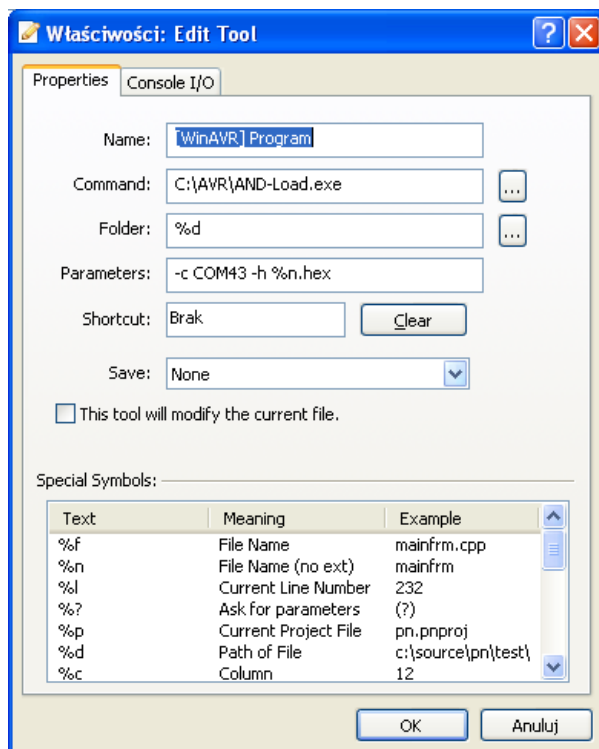 Właściwości: Edit Tool
Properties Console I/O
Name: [WinAVR] Program
Command: C:\AVR\AND-Load.exe ...
Folder: %d ...
Parameters: -c COM43 -h %n.hex
Shortcut: Brak Clear
Save: None
This tool will modify the current file.
Special Symbols:
Text Meaning Example
%f File Name mainfrm.cpp
%n File Name (no ext) mainfrm
%l Current Line Number 232
%? Ask for parameters (?)
%p Current Project File pn.pnproj
%d Path of File c:\source\pn\test\
%c Column 12
OK Anuluj